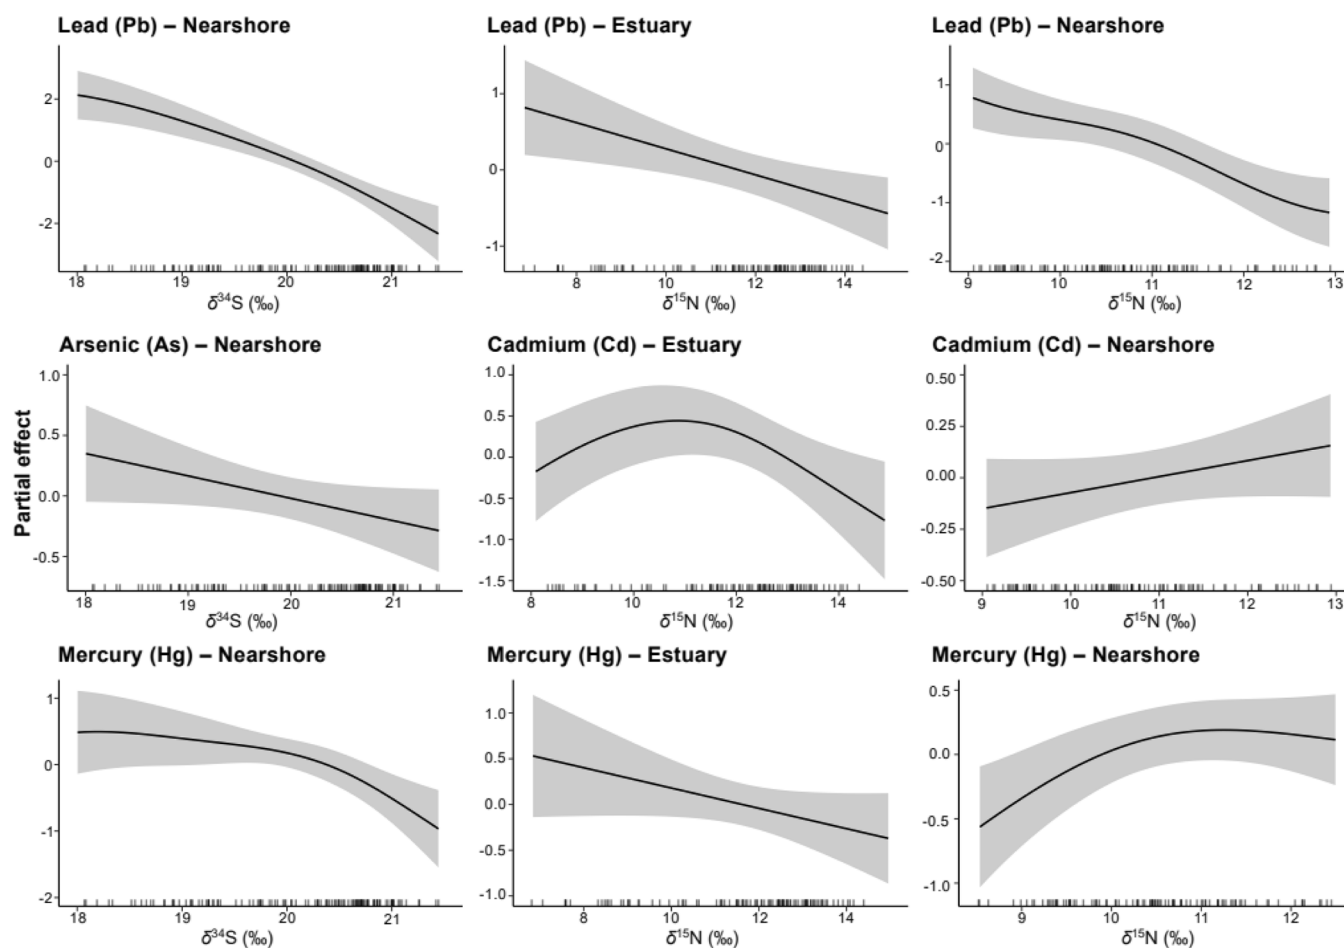 Lead (Pb) – Nearshore
2
0
-2
18 19 20 21
δ³⁴S (‰)
Lead (Pb) – Estuary
1
0
-1
8 10 12 14
δ¹⁵N (‰)
Lead (Pb) – Nearshore
1
0
-1
-2
9 10 11 12 13
δ¹⁵N (‰)
Partial effect
Arsenic (As) – Nearshore
1.0
0.5
0.0
-0.5
18 19 20 21
δ³⁴S (‰)
Cadmium (Cd) – Estuary
1.0
0.5
0.0
-0.5
-1.0
-1.5
8 10 12 14
δ¹⁵N (‰)
Cadmium (Cd) – Nearshore
0.50
0.25
0.00
-0.25
-0.50
9 10 11 12 13
δ¹⁵N (‰)
Mercury (Hg) – Nearshore
1
0
-1
-2
18 19 20 21
δ³⁴S (‰)
Mercury (Hg) – Estuary
1.0
0.5
0.0
-0.5
-1.0
8 10 12 14
δ¹⁵N (‰)
Mercury (Hg) – Nearshore
0.5
0.0
-0.5
-1.0
9 10 11 12
δ¹⁵N (‰)